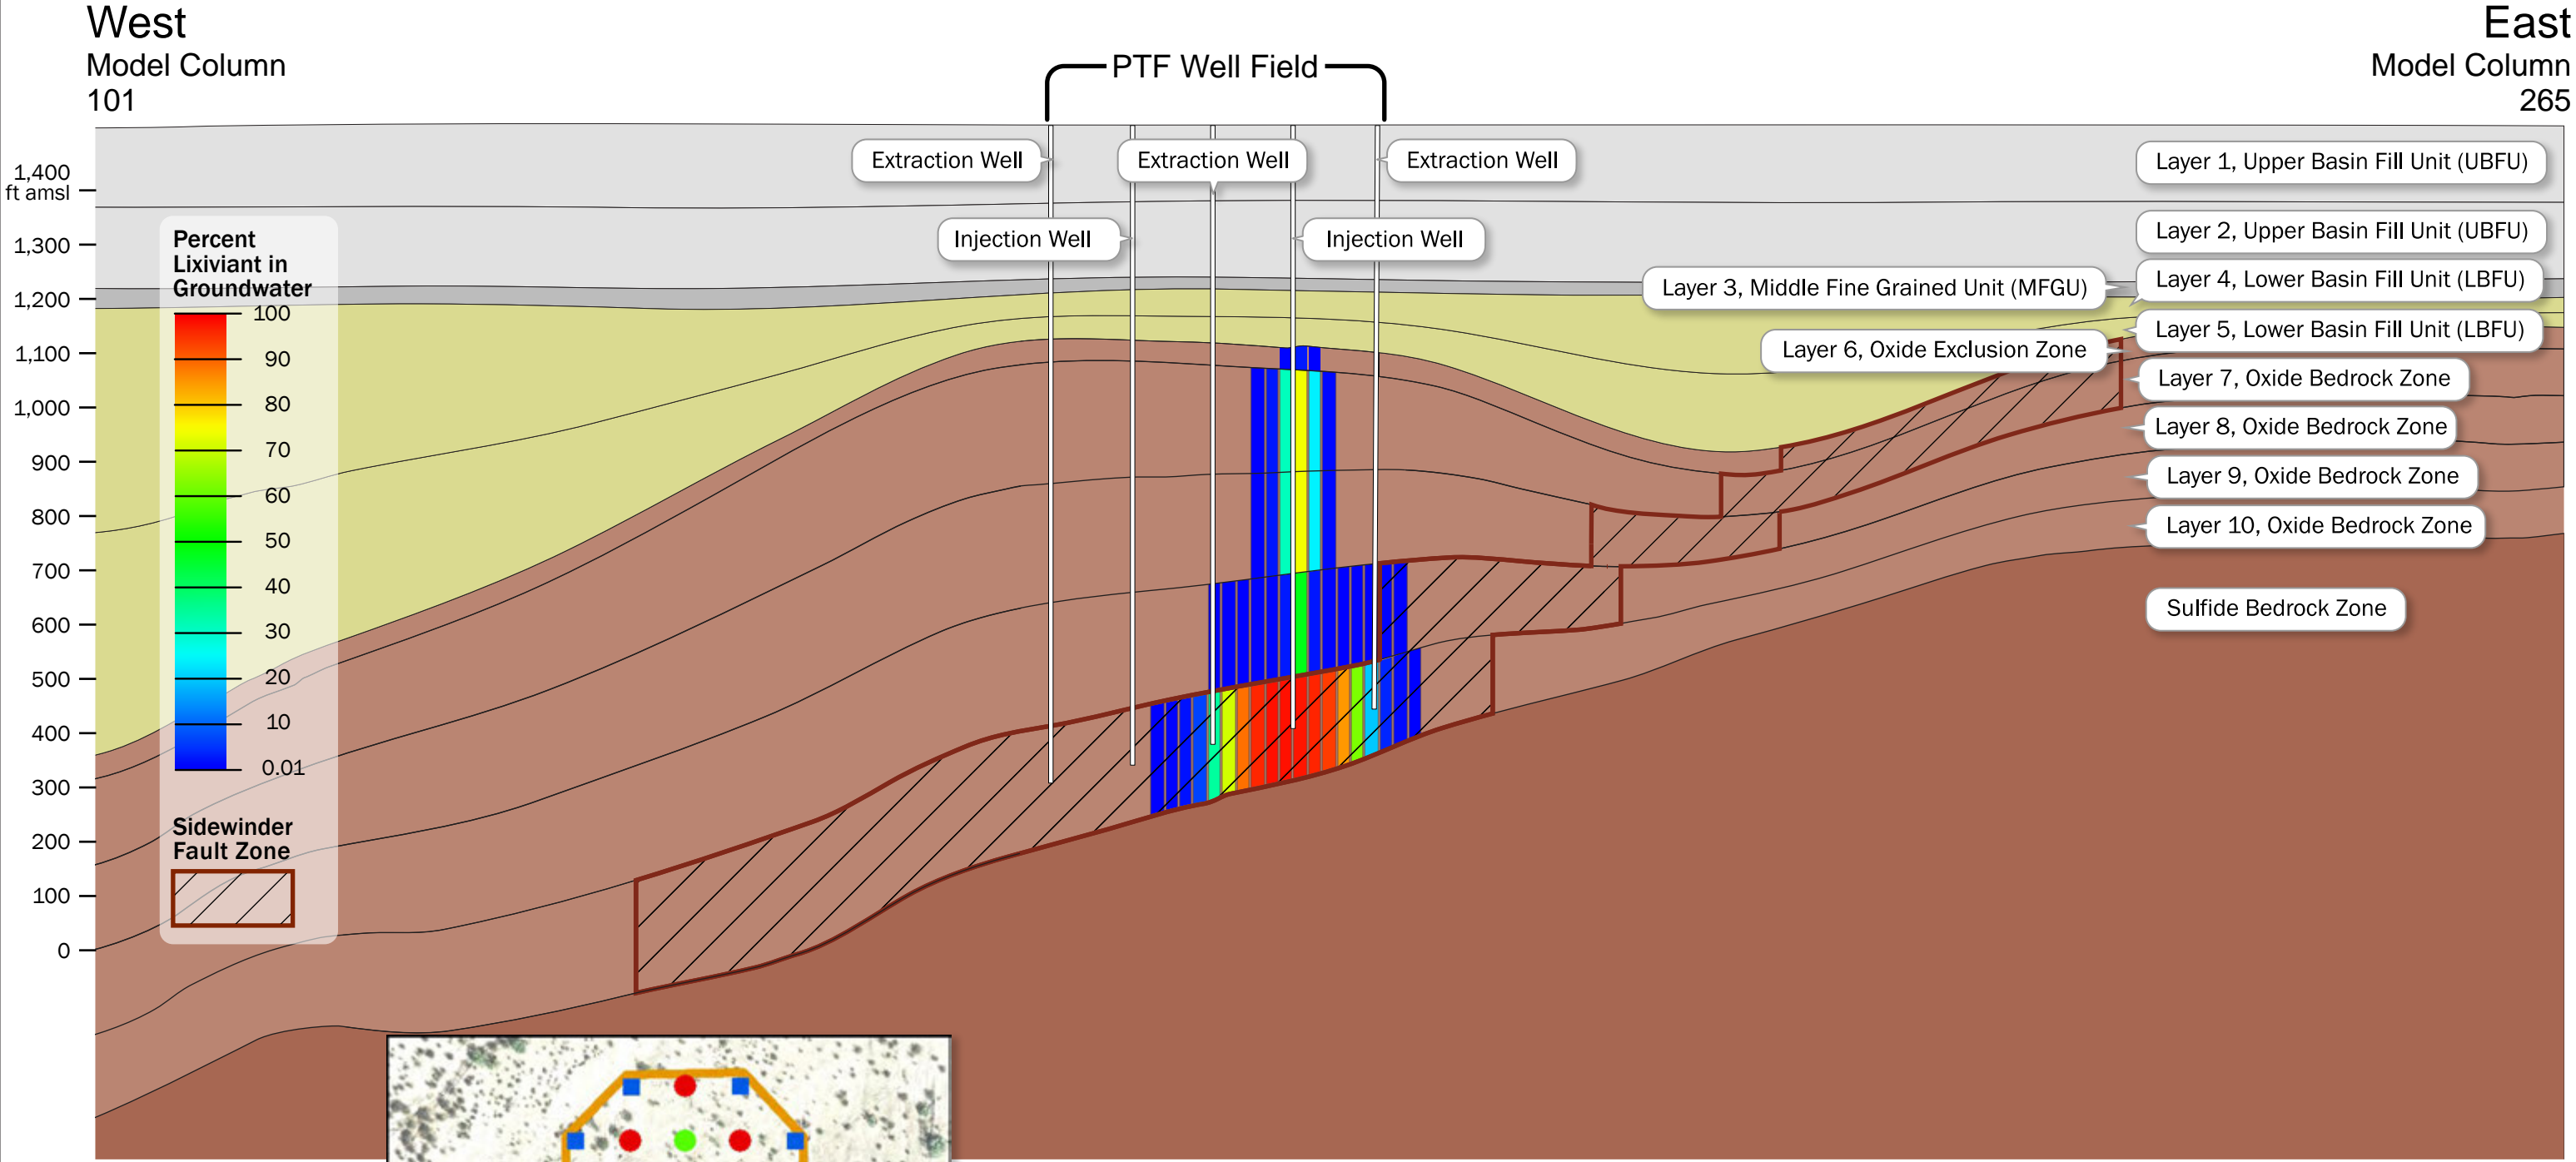 West
Model Column
101
East
Model Column
265
PTF Well Field
Extraction Well
Extraction Well
Extraction Well
Injection Well
Injection Well
Layer 1, Upper Basin Fill Unit (UBFU)
Layer 2, Upper Basin Fill Unit (UBFU)
Layer 3, Middle Fine Grained Unit (MFGU)
Layer 4, Lower Basin Fill Unit (LBFU)
Layer 5, Lower Basin Fill Unit (LBFU)
Layer 6, Oxide Exclusion Zone
Layer 7, Oxide Bedrock Zone
Layer 8, Oxide Bedrock Zone
Layer 9, Oxide Bedrock Zone
Layer 10, Oxide Bedrock Zone
Sulfide Bedrock Zone
1,400
ft amsl
1,300
1,200
1,100
1,000
900
800
700
600
500
400
300
200
100
0
Percent
Lixiviant in
Groundwater
100
90
80
70
60
50
40
30
20
10
0.01
Sidewinder
Fault Zone